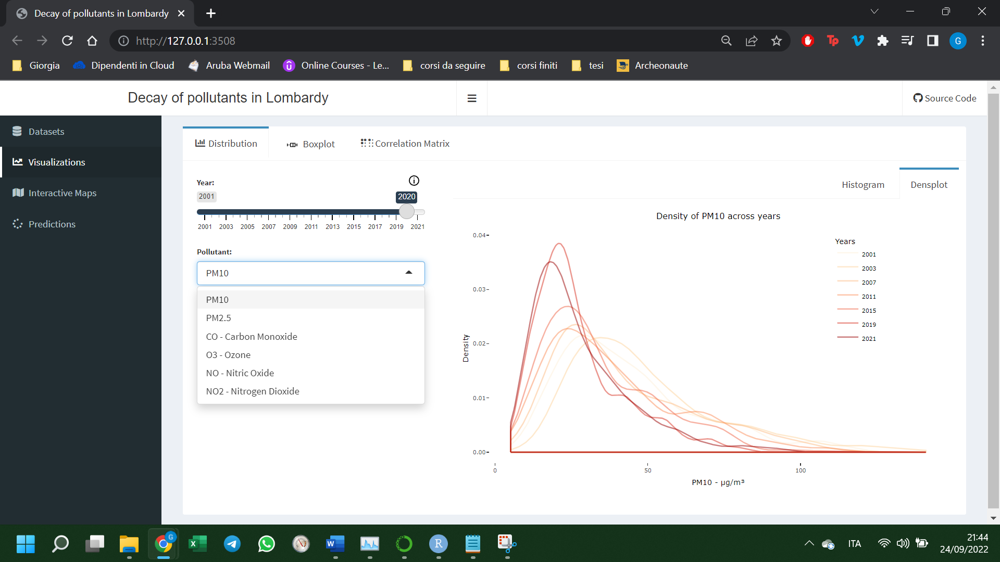 Decay of pollutants in Lombardy
http://127.0.0.1:3508
G
Giorgia
Dipendenti in Cloud
Aruba Webmail
Online Courses - Le...
corsi da seguire
corsi finiti
tesi
Archeonaute
Decay of pollutants in Lombardy
Source Code
Datasets
Visualizations
Interactive Maps
Predictions
Distribution
Boxplot
Correlation Matrix
Year:
2001
2020
2001 2003 2005 2007 2009 2011 2013 2015 2017 2019 2021
Pollutant:
PM10
PM10
PM2.5
CO - Carbon Monoxide
O3 - Ozone
NO - Nitric Oxide
NO2 - Nitrogen Dioxide
Histogram
Densplot
Density of PM10 across years
0.04
0.03
0.02
0.01
0.00
Density
0 50 100
PM10 - µg/m³
Years
2001
2003
2007
2011
2015
2019
2021
ITA
21:44
24/09/2022